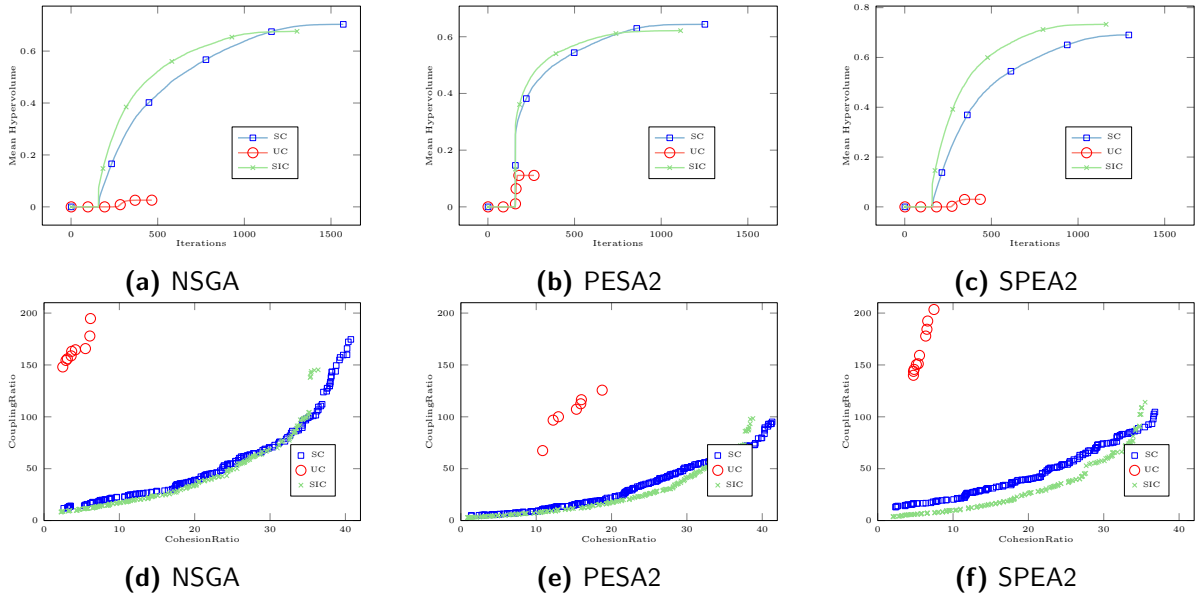 0.6
0.4
0.2
0
Mean Hypervolume
0
500
1000
1500
Iterations
SC
UC
SIC
(a) NSGA
0.6
0.4
0.2
0
Mean Hypervolume
0
500
1000
1500
Iterations
SC
UC
SIC
(b) PESA2
0.8
0.6
0.4
0.2
0
Mean Hypervolume
0
500
1000
1500
Iterations
SC
UC
SIC
(c) SPEA2
200
150
100
50
0
CouplingRatio
0
10
20
30
40
CohesionRatio
SC
UC
SIC
(d) NSGA
200
150
100
50
0
CouplingRatio
0
10
20
30
40
CohesionRatio
SC
UC
SIC
(e) PESA2
200
150
100
50
0
CouplingRatio
0
10
20
30
40
CohesionRatio
SC
UC
SIC
(f) SPEA2